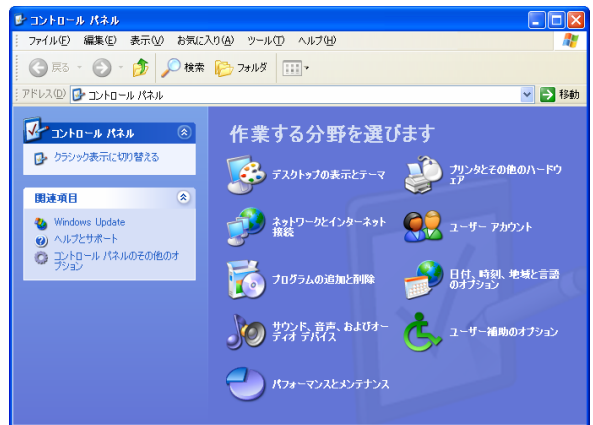 コントロール パネル
ファイル(F) 編集(E) 表示(V) お気に入り(A) ツール(T) ヘルプ(H)
戻る 検索 フォルダ
アドレス(D) コントロール パネル 移動
コントロール パネル
クラシック表示に切り替える
関連項目
Windows Update
ヘルプとサポート
コントロール パネルのその他のオ
プション
作業する分野を選びます
デスクトップの表示とテーマ
プリンタとその他のハードウ
ェア
ネットワークとインターネット
接続
ユーザー アカウント
プログラムの追加と削除
日付、時刻、地域と言語
のオプション
サウンド、音声、およびオー
ディオ デバイス
ユーザー補助のオプション
パフォーマンスとメンテナンス